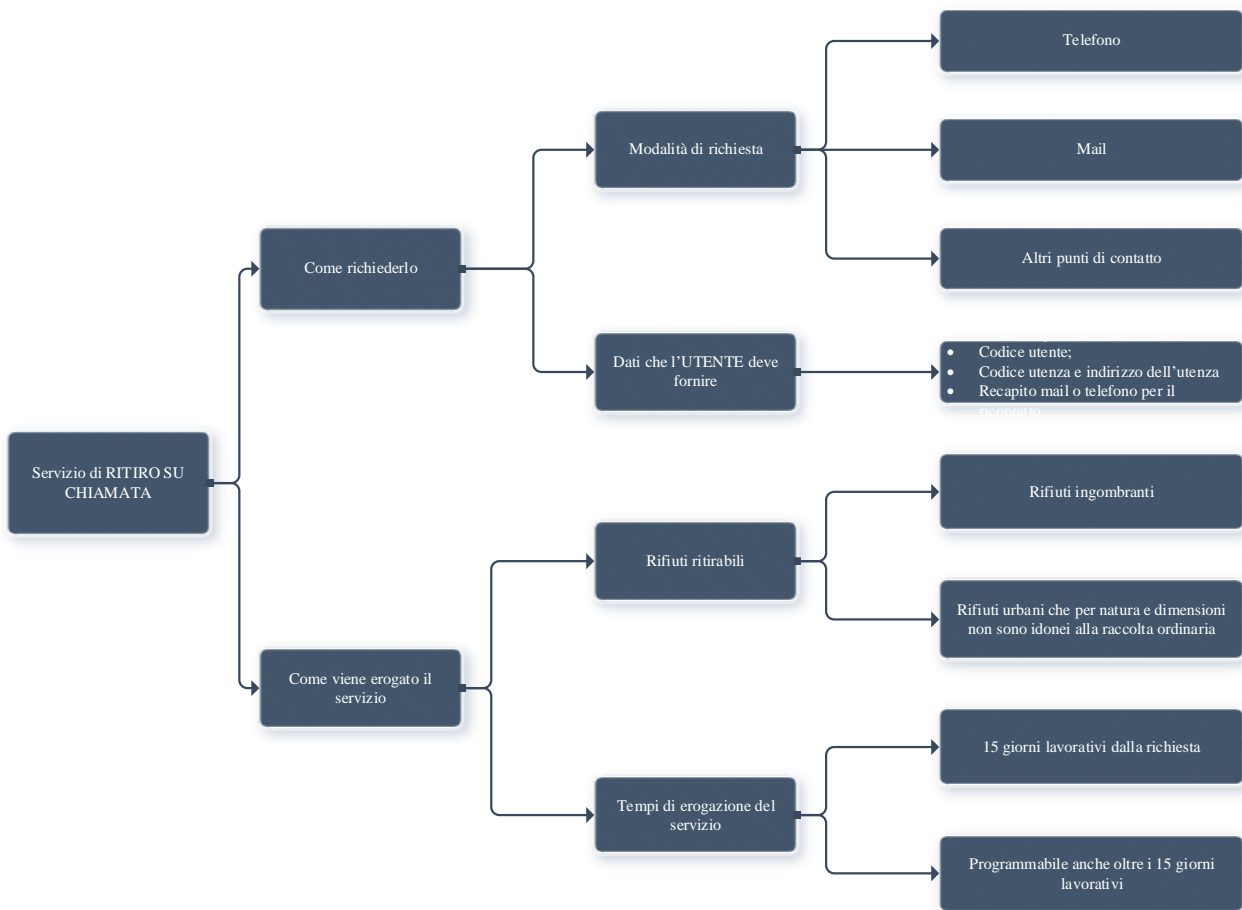 Servizio di RITIRO SU
CHIAMATA
Come richiederlo
Modalità di richiesta
Telefono
Mail
Altri punti di contatto
Dati che l'UTENTE deve
fornire
• Codice utente;
• Codice utenza e indirizzo dell'utenza
• Recapito mail o telefono per il
ricontatto
Come viene erogato il
servizio
Rifiuti ritirabili
Rifiuti ingombranti
Rifiuti urbani che per natura e dimensioni
non sono idonei alla raccolta ordinaria
Tempi di erogazione del
servizio
15 giorni lavorativi dalla richiesta
Programmabile anche oltre i 15 giorni
lavorativi